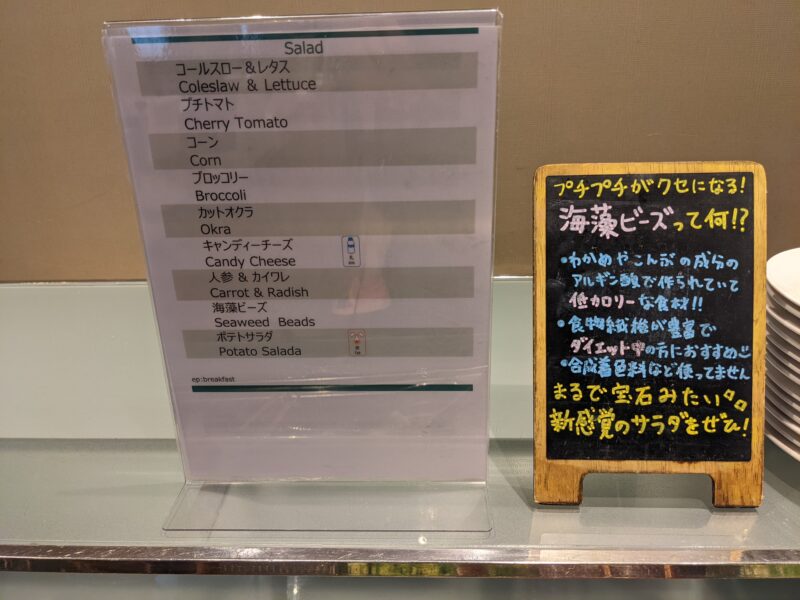 Salad
コールスロー＆レタス
Coleslaw & Lettuce
プチトマト
Cherry Tomato
コーン
Corn
ブロッコリー
Broccoli
カットオクラ
Okra
キャンディーチーズ
Candy Cheese
人参 & カイワレ
Carrot & Radish
海藻ビーズ
Seaweed Beads
ポテトサラダ
Potato Salada
ep:breakfast
プチプチがクセになる!
海藻ビーズって何!?
・わかめやこんぶの成分の
アルギン酸で作られていて
低カロリーな食材!!
・食物繊維が豊富で
ダイエット中の方におすすめ
・合成着色料など使ってません
まるで宝石みたい
新感覚のサラダをぜひ!